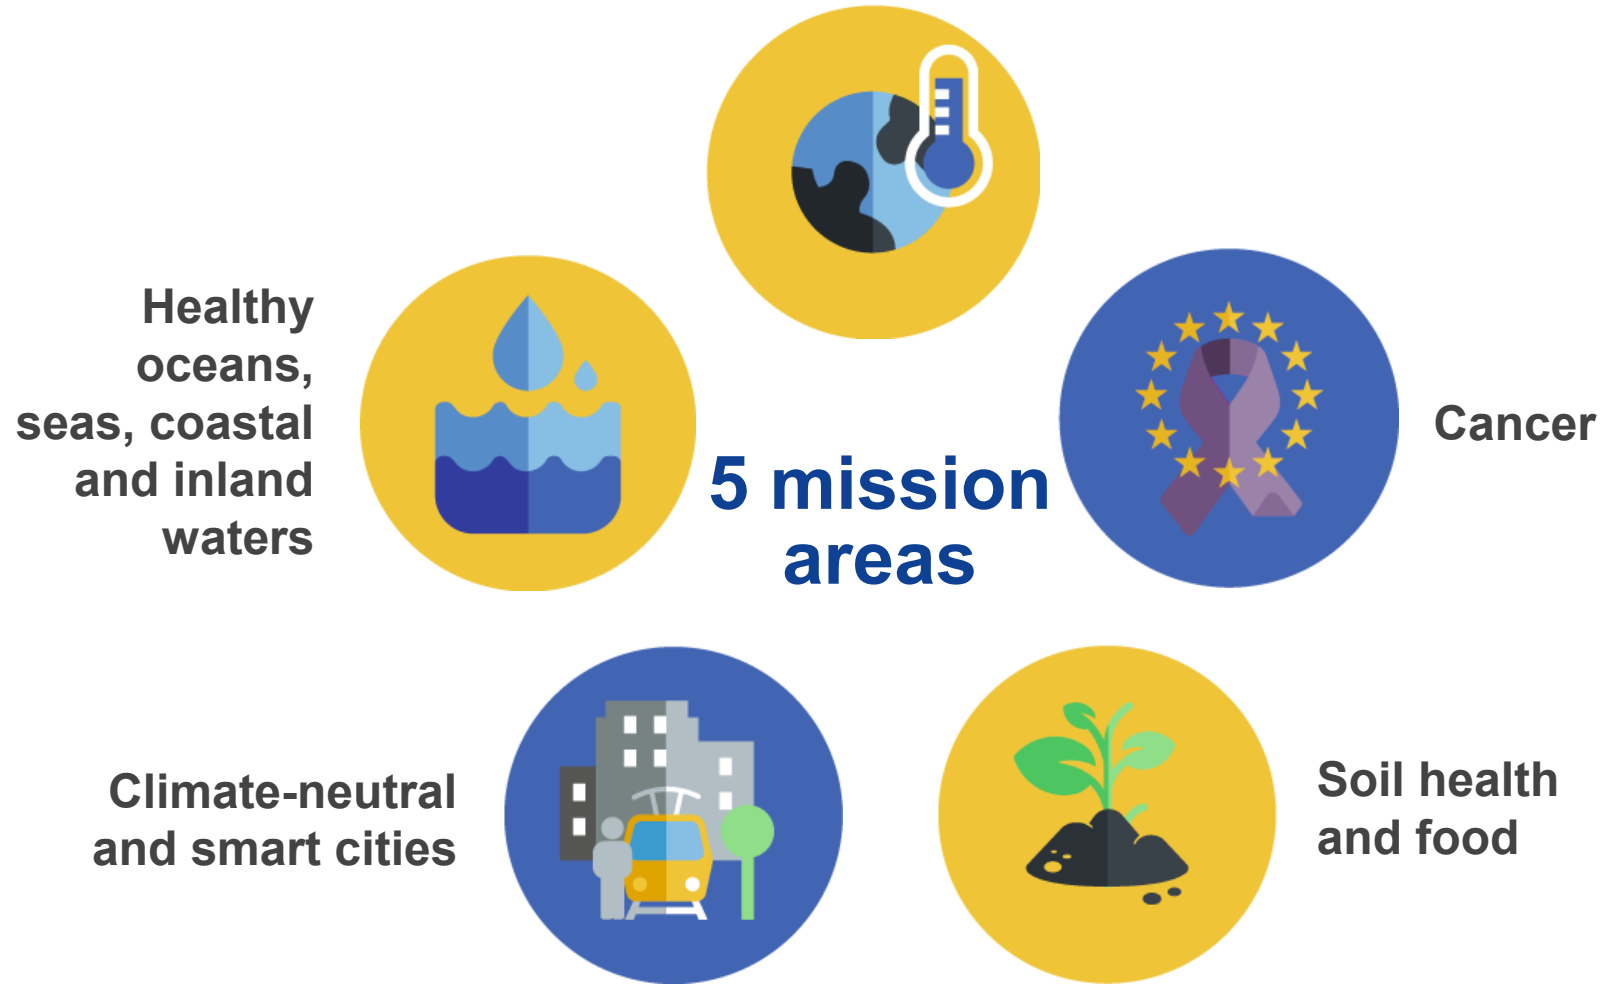 Healthy
oceans,
seas, coastal
and inland
waters
5 mission
areas
Cancer
Climate-neutral
and smart cities
Soil health
and food